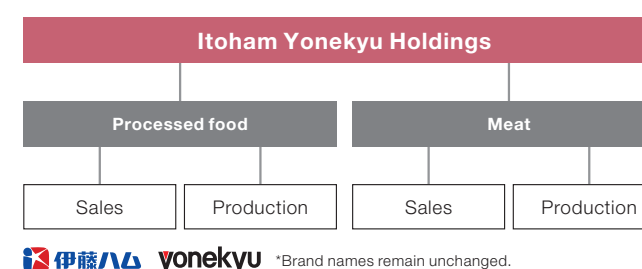 Itoham Yonekyu Holdings
Processed food Meat
Sales Production Sales Production
伊藤ハム yonekyu *Brand names remain unchanged.